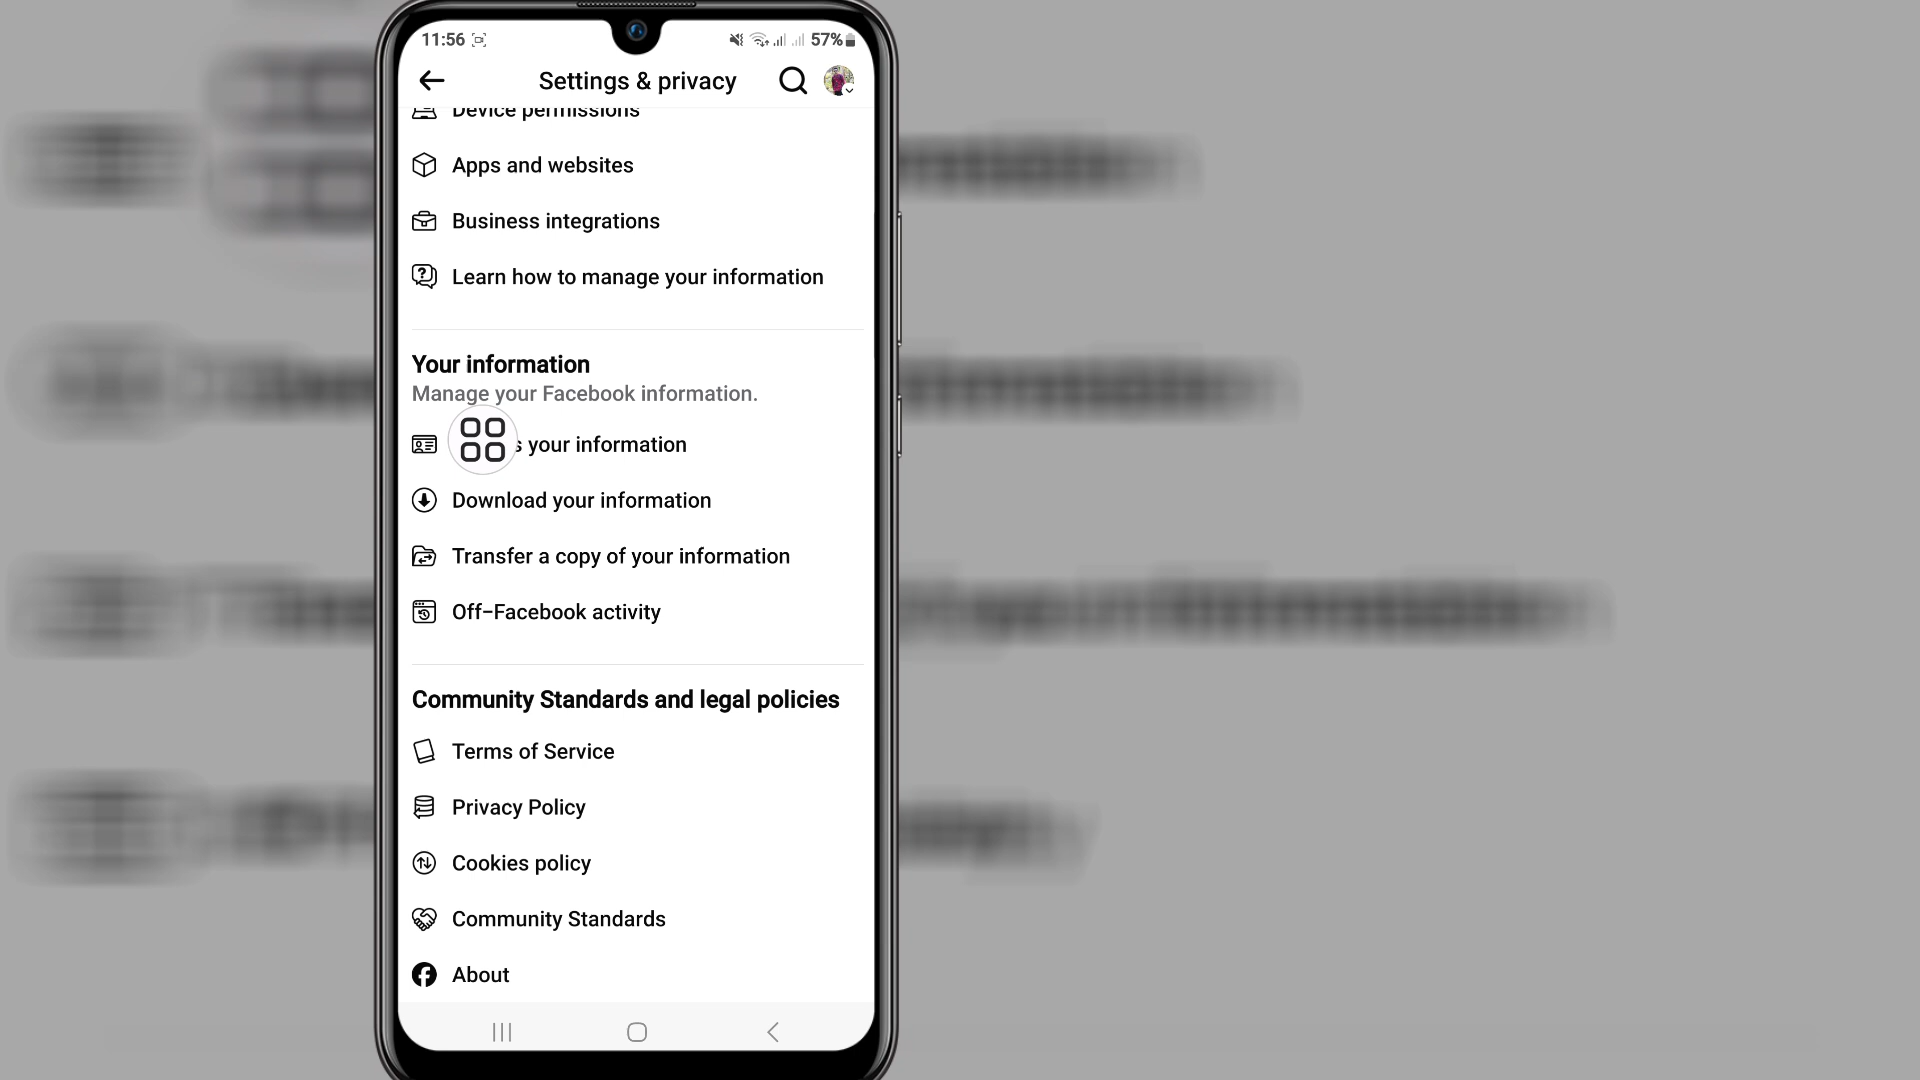 11:56
57%
Settings & privacy
Device permissions
Apps and websites
Business integrations
Learn how to manage your information
Your information
Manage your Facebook information.
your information
Download your information
Transfer a copy of your information
Off-Facebook activity
Community Standards and legal policies
Terms of Service
Privacy Policy
Cookies policy
Community Standards
About